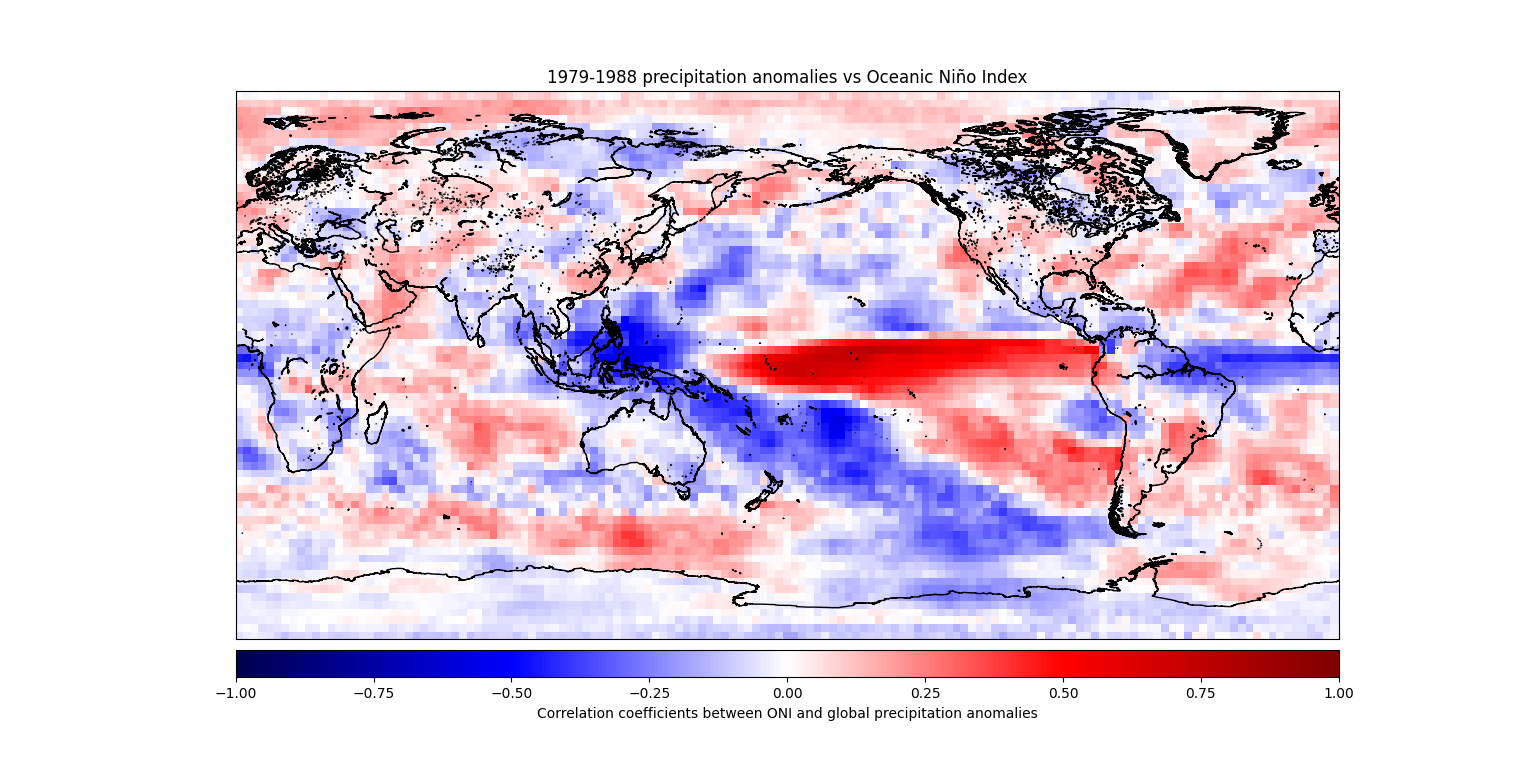 1979-1988 precipitation anomalies vs Oceanic Niño Index
−1.00 −0.75 −0.50 −0.25 0.00 0.25 0.50 0.75 1.00
Correlation coefficients between ONI and global precipitation anomalies